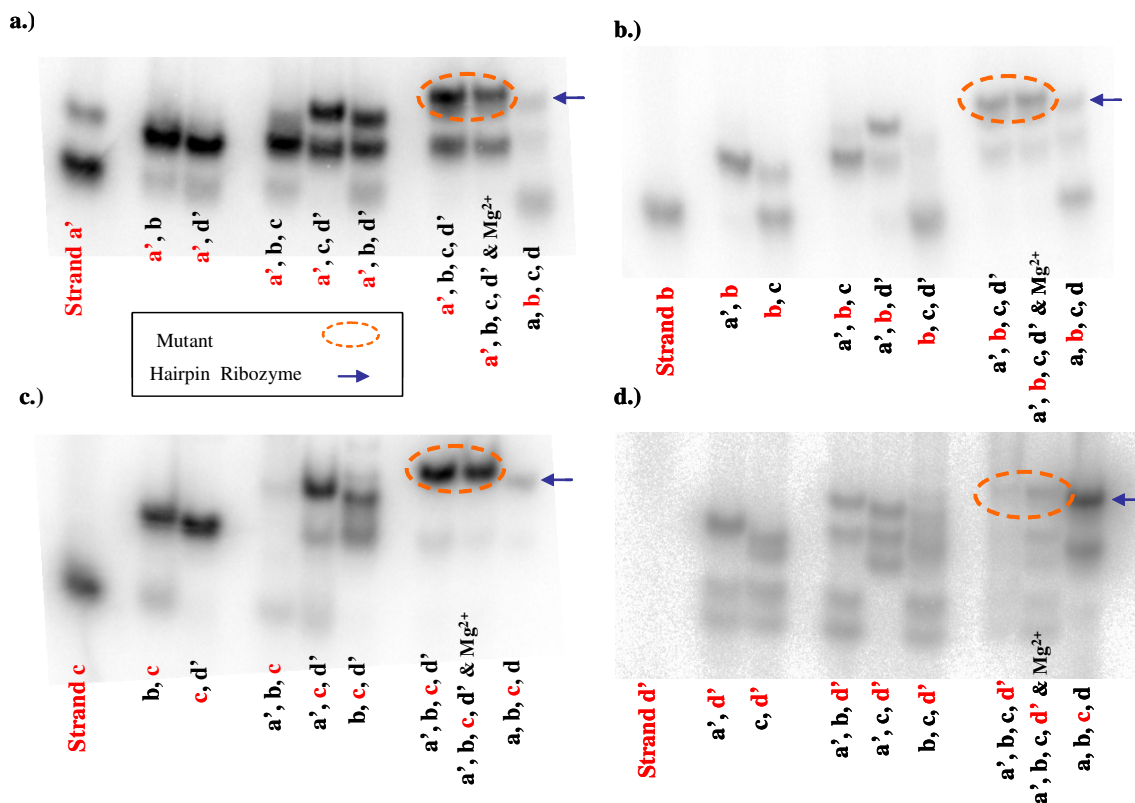 a.)
Strand a’
a’, b
a’, d’
a’, b, c
a’, c, d’
a’, b, d’
a’, b, c, d’
a’, b, c, d’ & Mg²⁺
a, b, c, d
b.)
Strand b
a’, b
b, c
a’, b, c
a’, b, d’
b, c, d’
a’, b, c, d’
a’, b, c, d’ & Mg²⁺
a, b, c, d
Mutant
Hairpin Ribozyme
c.)
Strand c
b, c
c, d’
a’, b, c
a’, c, d’
b, c, d’
a’, b, c, d’
a’, b, c, d’ & Mg²⁺
a, b, c, d
d.)
Strand d’
a’, d’
c, d’
a’, b, d’
a’, c, d’
b, c, d’
a’, b, c, d’
a’, b, c, d’ & Mg²⁺
a, b, c, d